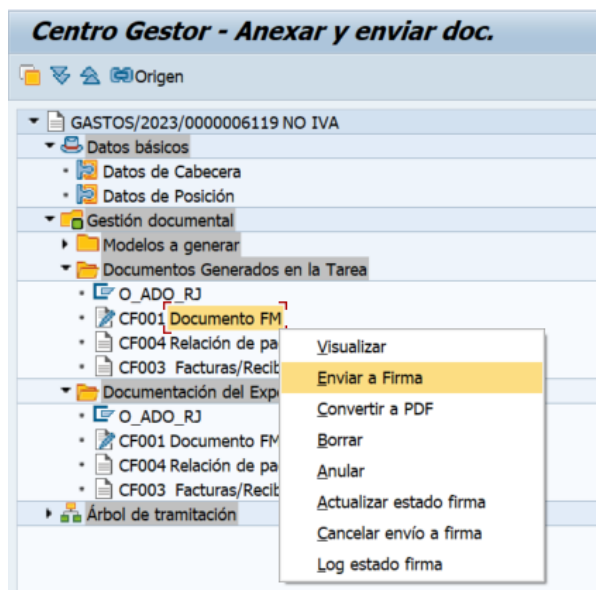 Centro Gestor - Anexar y enviar doc.
Origen
GASTOS/2023/0000006119 NO IVA
Datos básicos
Datos de Cabecera
Datos de Posición
Gestión documental
Modelos a generar
Documentos Generados en la Tarea
O_ADO_RJ
CF001 Documento FM
CF004 Relación de pa
CF003 Facturas/Recib
Documentación del Exp
O_ADO_RJ
CF001 Documento FM
CF004 Relación de pa
CF003 Facturas/Recib
Árbol de tramitación
Visualizar
Enviar a Firma
Convertir a PDF
Borrar
Anular
Actualizar estado firma
Cancelar envío a firma
Log estado firma